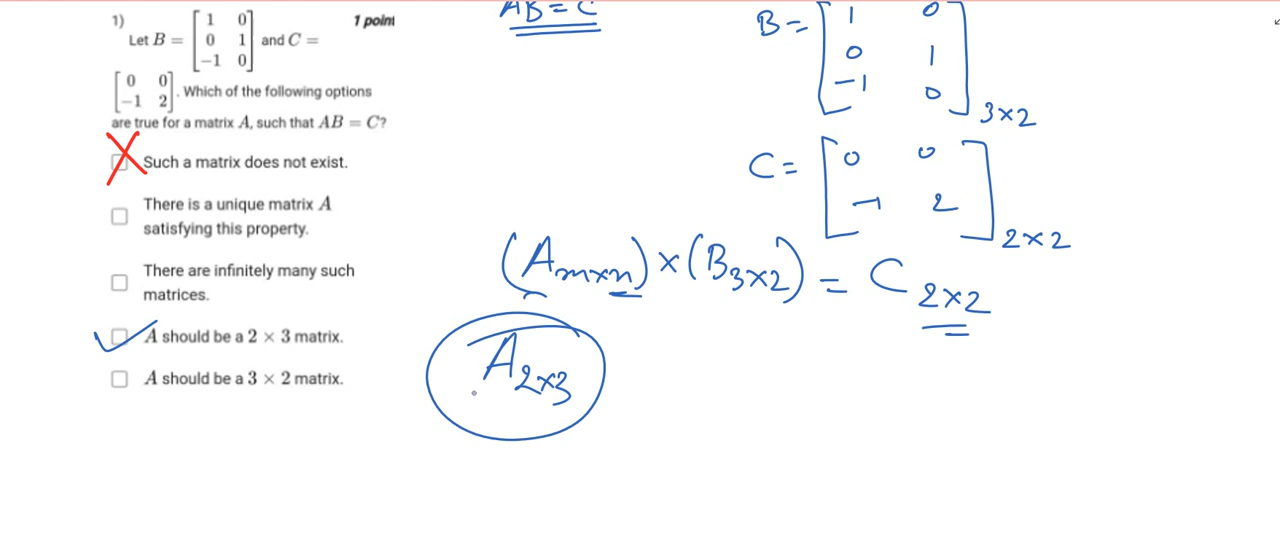 1) 1 point
Let B = [1 0 0 1 −1 0] and C =
[0 0 −1 2]. Which of the following options
are true for a matrix A, such that AB = C?
Such a matrix does not exist.
There is a unique matrix A
satisfying this property.
There are infinitely many such
matrices.
A should be a 2 × 3 matrix.
A should be a 3 × 2 matrix.
AB = C
B = [1 0
0 1
−1 0] 3×2
C = [0 0
−1 2] 2×2
(A m×n) × (B 3×2) = C 2×2
A 2×3